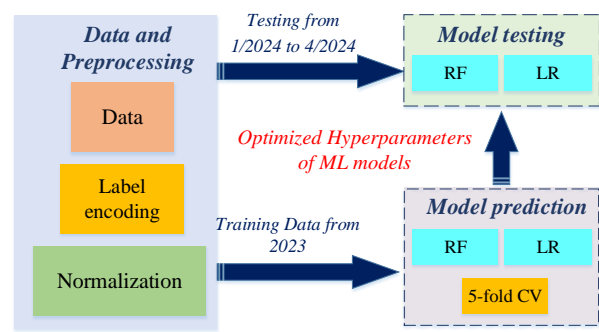 Data and
Preprocessing
Data
Label
encoding
Normalization
Testing from
1/2024 to 4/2024
Model testing
RF LR
Optimized Hyperparameters
of ML models
Training Data from
2023
Model prediction
RF LR
5-fold CV